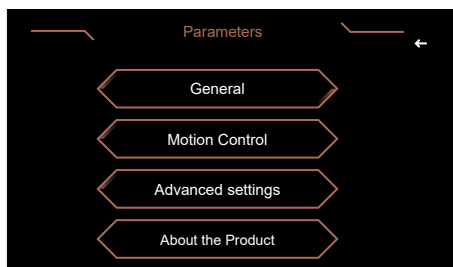 Parameters
General
Motion Control
Advanced settings
About the Product